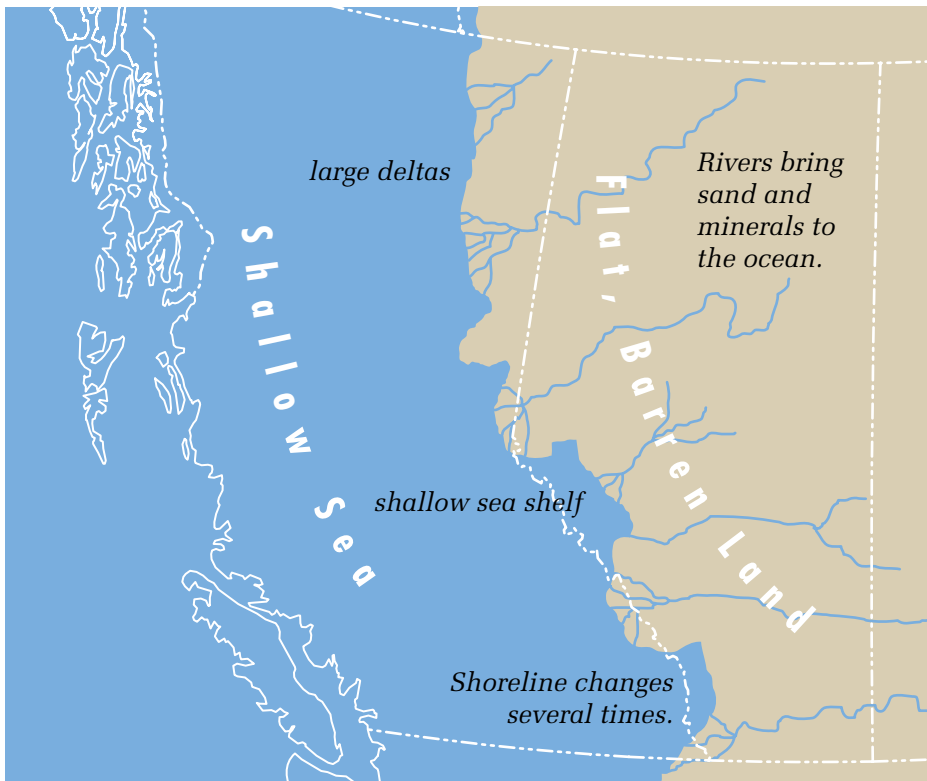 large deltas
Rivers bring
sand and
minerals to
the ocean.
Shallow Sea
Flat, Barren Land
shallow sea shelf
Shoreline changes
several times.